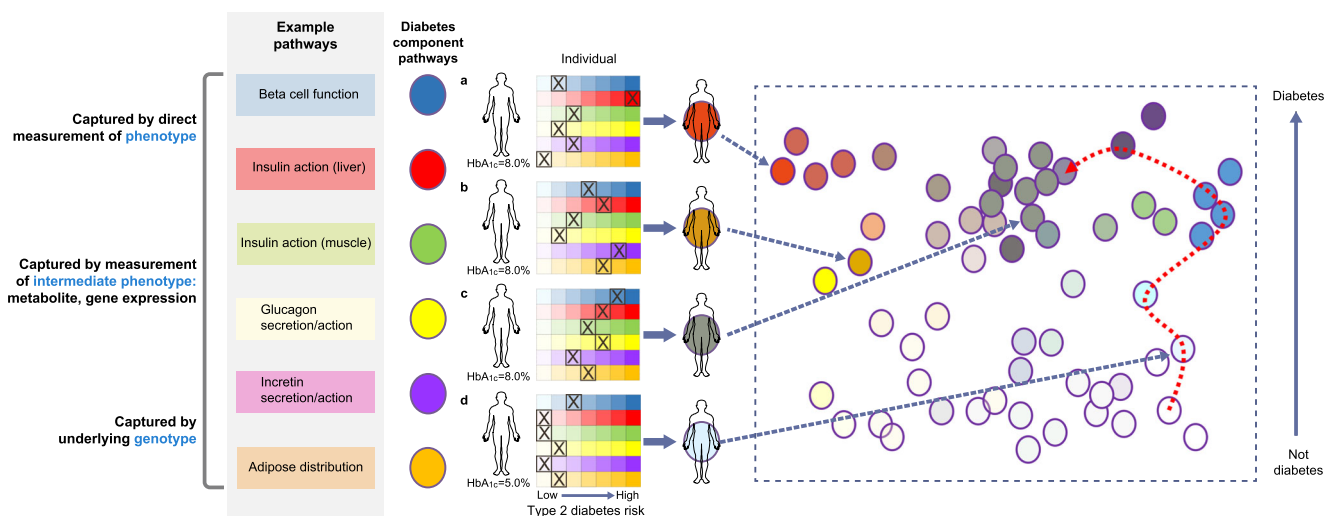 Example
pathways
Diabetes
component
pathways
Individual
Captured by direct
measurement of phenotype
Captured by measurement
of intermediate phenotype:
metabolite, gene expression
Captured by
underlying genotype
Beta cell function
Insulin action (liver)
Insulin action (muscle)
Glucagon
secretion/action
Incretin
secretion/action
Adipose distribution
a
X
X
X
X
X
X
HbA1c=8.0%
b
X
X
X
X
X
X
HbA1c=8.0%
c
X
X
X
X
X
X
HbA1c=8.0%
d
X
X
X
X
X
X
HbA1c=5.0%
Low High
Type 2 diabetes risk
Diabetes
Not
diabetes